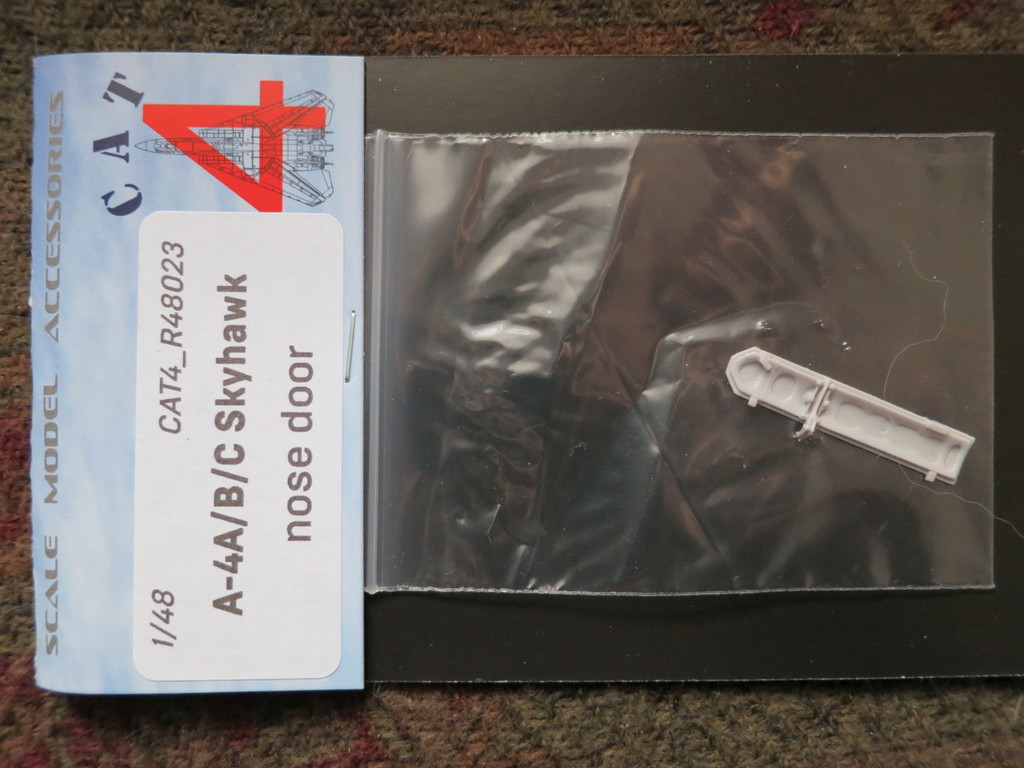 SCALE MODEL ACCESSORIES
CAT
4
1/48 CAT4_R48023
A-4A/B/C Skyhawk
nose door